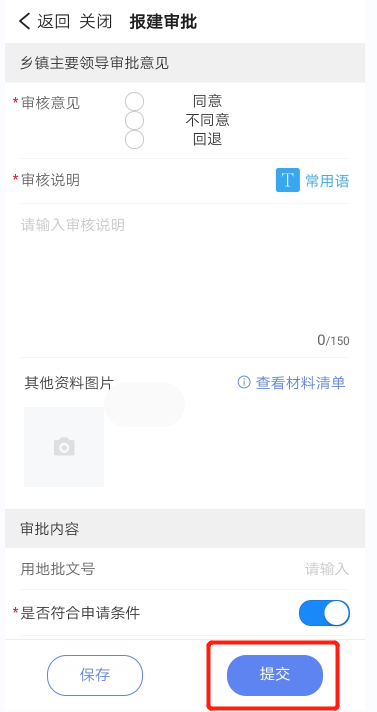 返回 关闭 报建审批
乡镇主要领导审批意见
*审核意见 同意
不同意
回退
*审核说明 T 常用语
请输入审核说明
0/150
其他资料图片 查看材料清单
审批内容
用地批文号 请输入
*是否符合申请条件
保存 提交